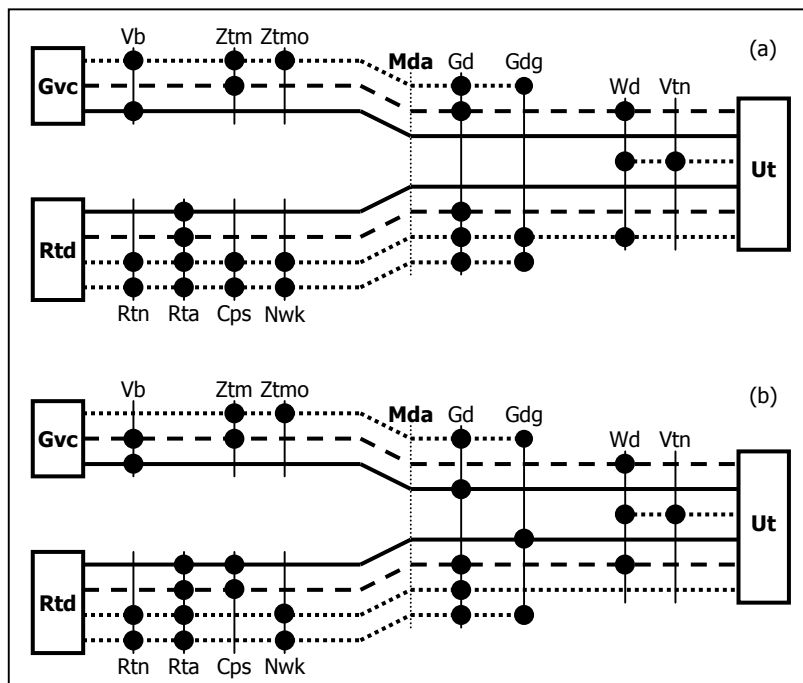 Vb Ztm Ztmo (a)
Gvc Mda Gd Gdg
Wd Vtn
Ut
Rtd
Rtn Rta Cps Nwk
Vb Ztm Ztmo (b)
Gvc Mda Gd Gdg
Wd Vtn
Ut
Rtd
Rtn Rta Cps Nwk